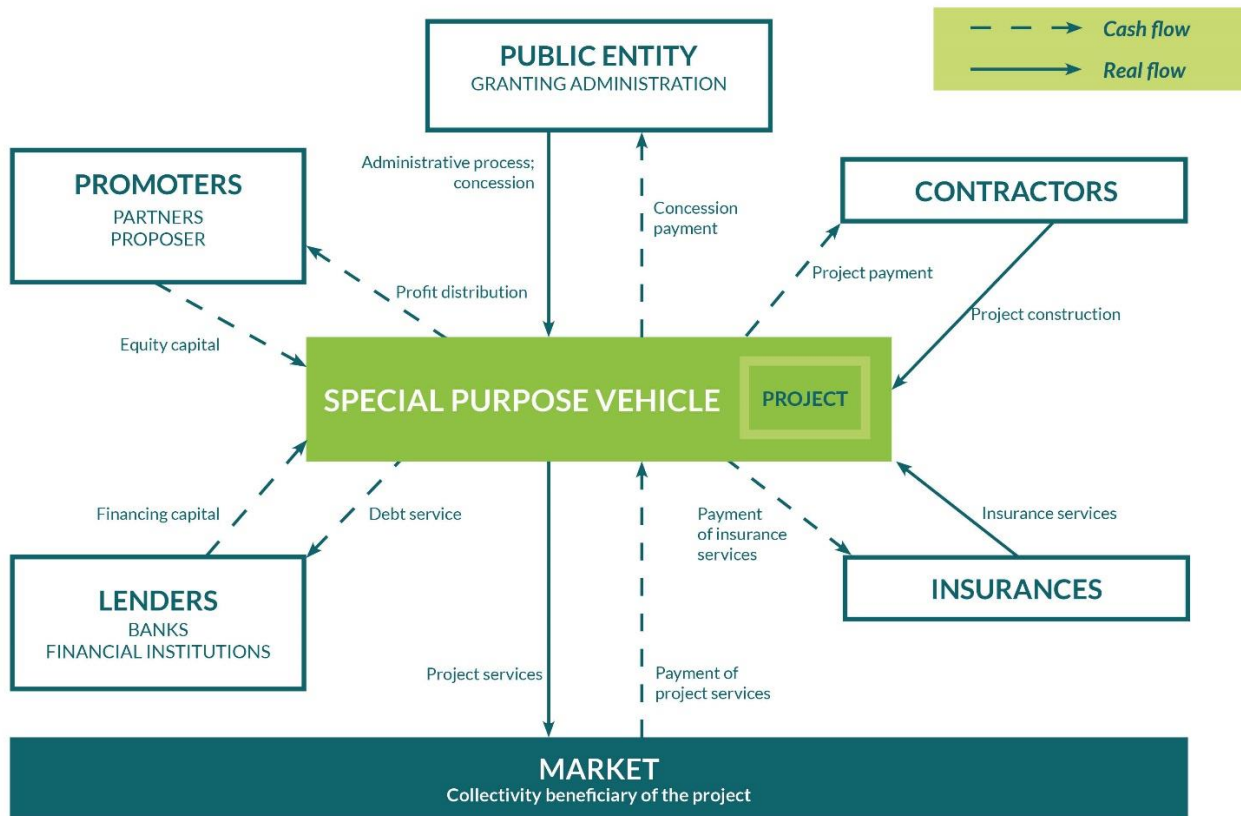 Cash flow
Real flow
PUBLIC ENTITY
GRANTING ADMINISTRATION
PROMOTERS
PARTNERS
PROPOSER
Administrative process;
concession
Concession
payment
CONTRACTORS
Project payment
Project construction
Profit distribution
Equity capital
SPECIAL PURPOSE VEHICLE
PROJECT
Financing capital
Debt service
Payment
of insurance
services
Insurance services
LENDERS
BANKS
FINANCIAL INSTITUTIONS
INSURANCES
Project services
Payment of
project services
MARKET
Collectivity beneficiary of the project